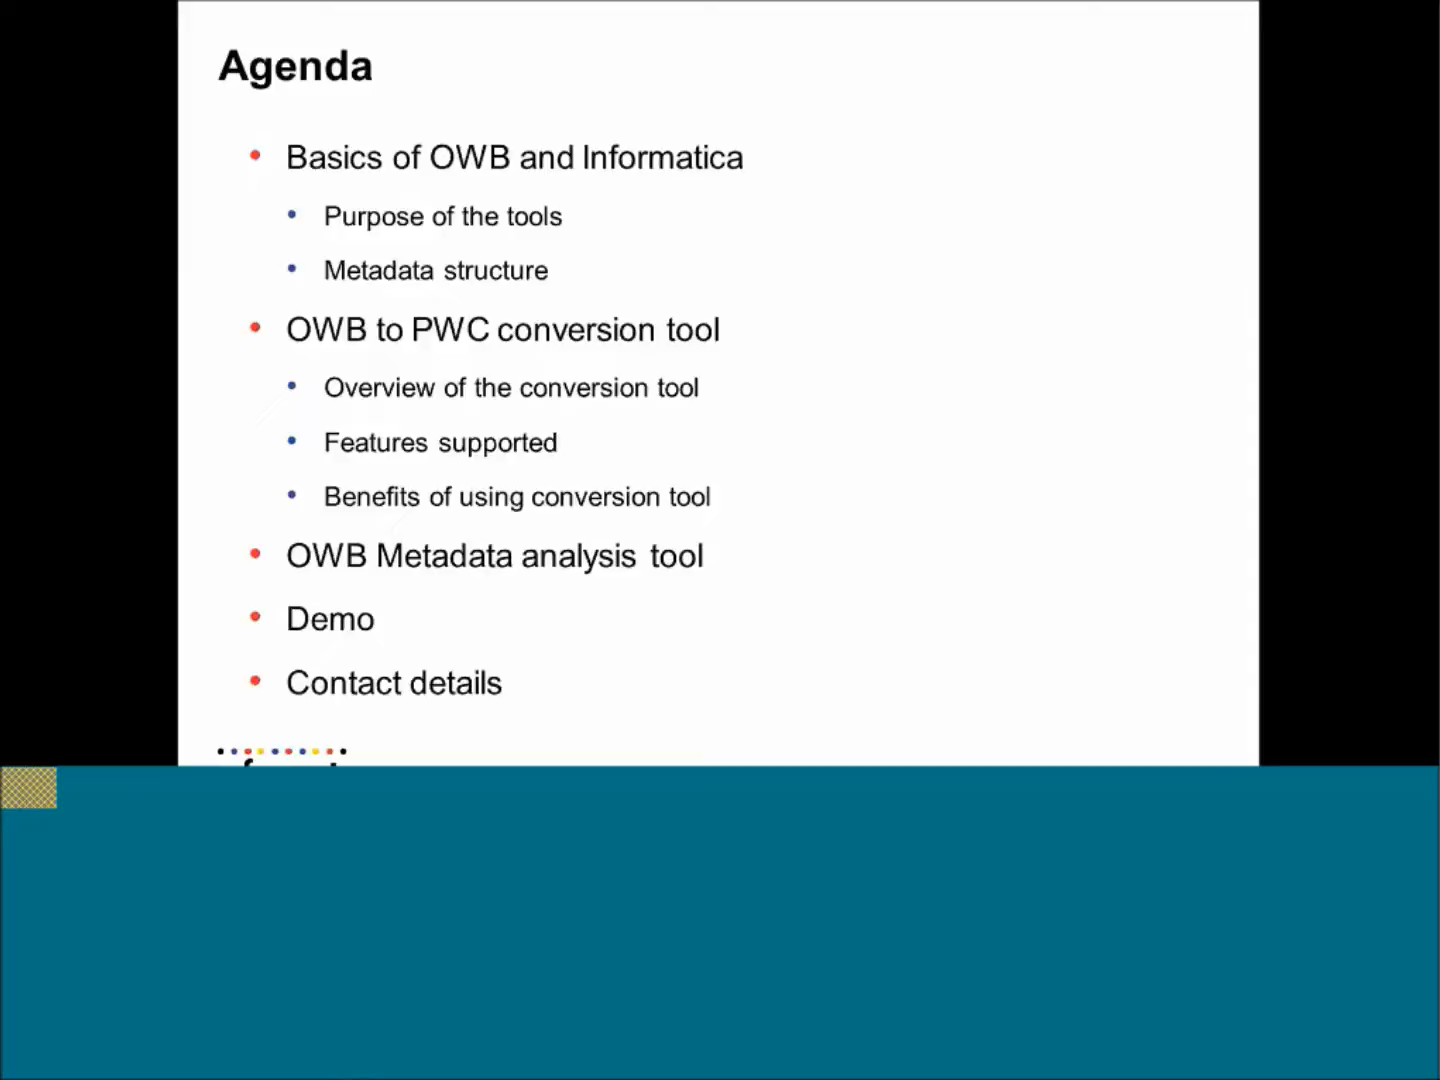 Agenda
Basics of OWB and Informatica
Purpose of the tools
Metadata structure
OWB to PWC conversion tool
Overview of the conversion tool
Features supported
Benefits of using conversion tool
OWB Metadata analysis tool
Demo
Contact details